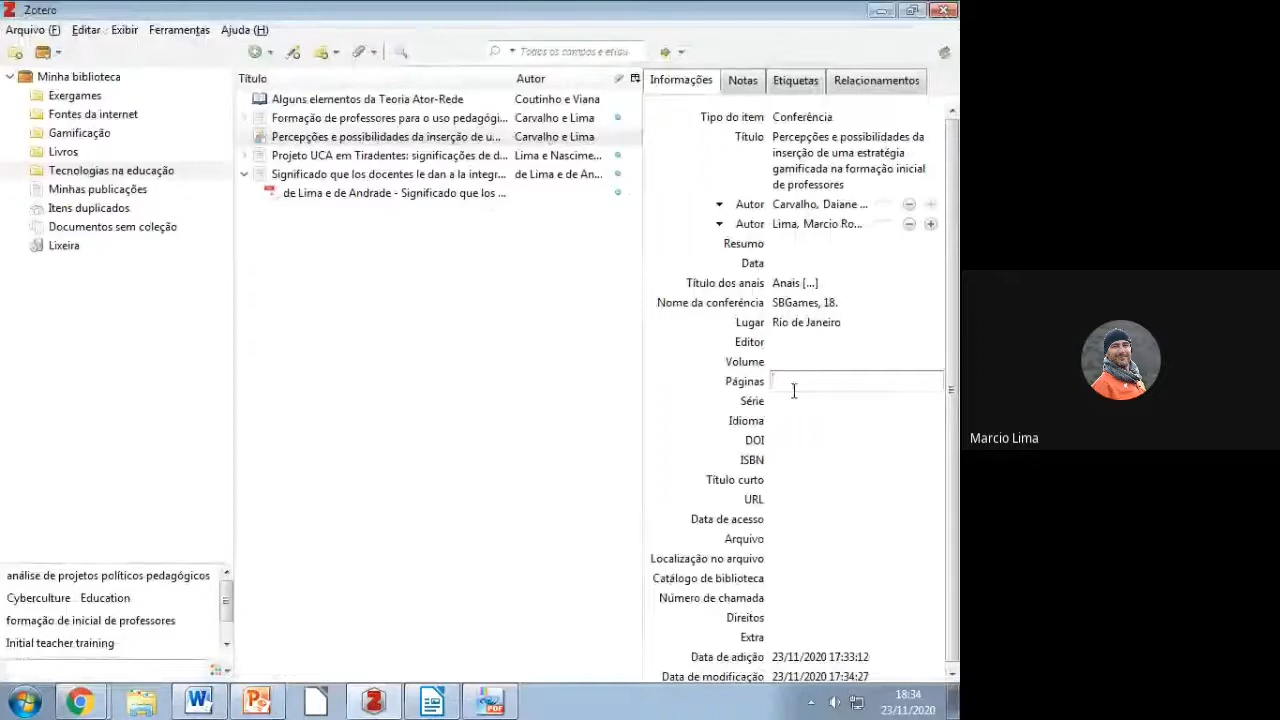 Zotero
Arquivo (F) Editar Exibir Ferramentas Ajuda (H)
Todos os campos e etiqu
Minha biblioteca
Exergames
Fontes da internet
Gamificação
Livros
Tecnologias na educação
Minhas publicações
Itens duplicados
Documentos sem coleção
Lixeira
análise de projetos políticos pedagógicos
Cyberculture Education
formação de inicial de professores
Initial teacher training
Título Autor
Alguns elementos da Teoria Ator-Rede Coutinho e Viana
Formação de professores para o uso pedagógi... Carvalho e Lima
Percepções e possibilidades da inserção de u... Carvalho e Lima
Projeto UCA em Tiradentes: significações de d... Lima e Nascime...
Significado que los docentes le dan a la integr... de Lima e de An...
de Lima e de Andrade - Significado que los ...
Informações Notas Etiquetas Relacionamentos
Tipo do item Conferência
Título Percepções e possibilidades da
inserção de uma estratégia
gamificada na formação inicial
de professores
Autor Carvalho, Daiane ...
Autor Lima, Marcio Ro...
Resumo
Data
Título dos anais Anais [...]
Nome da conferência SBGames, 18.
Lugar Rio de Janeiro
Editor
Volume
Páginas
Série
Idioma
DOI
ISBN
Título curto
URL
Data de acesso
Arquivo
Localização no arquivo
Catálogo de biblioteca
Número de chamada
Direitos
Extra
Data de adição 23/11/2020 17:33:12
Data de modificação 23/11/2020 17:34:27
Marcio Lima
18:34
23/11/2020
PDF